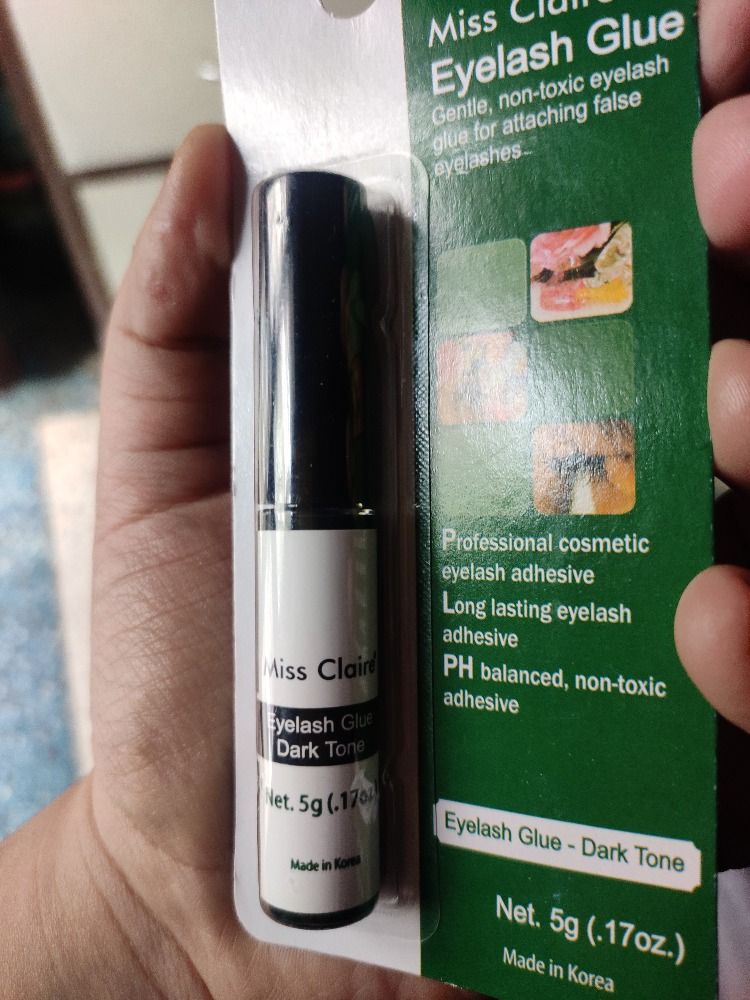 Miss Claire
Eyelash Glue
Gentle, non-toxic eyelash
glue for attaching false
eyelashes
Professional cosmetic
eyelash adhesive
Long lasting eyelash
adhesive
PH balanced, non-toxic
adhesive
Eyelash Glue - Dark Tone
Net. 5g (.17oz.)
Made in Korea
Miss Claire
Eyelash Glue
Dark Tone
Net. 5g (.17oz.)
Made in Korea